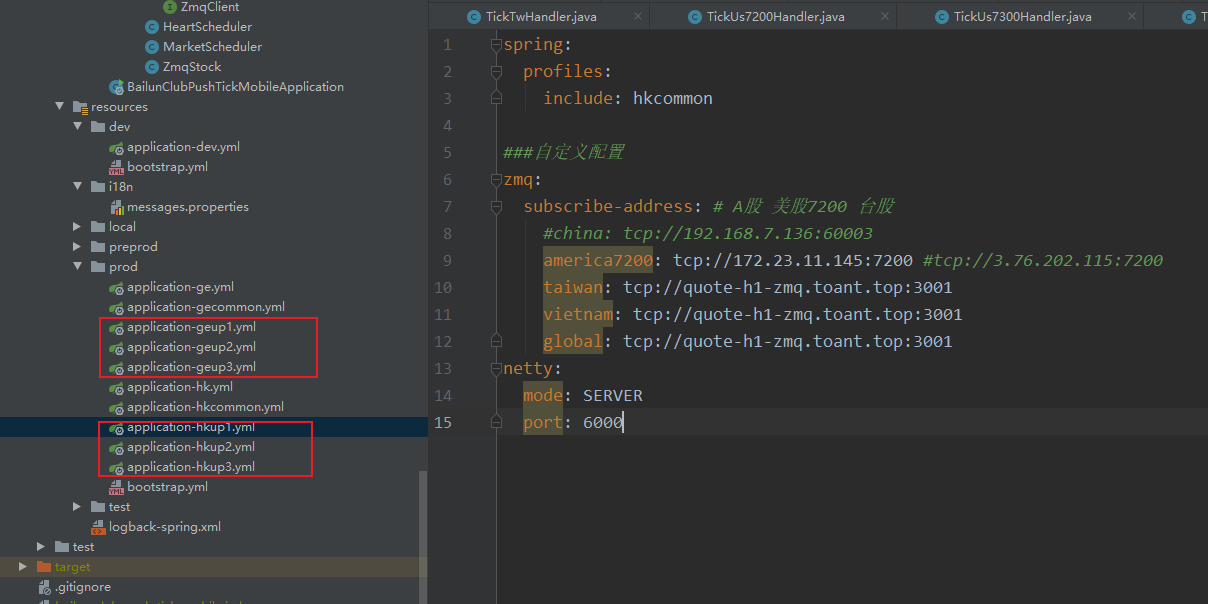 ZmqClient
HeartScheduler
MarketScheduler
ZmqStock
BailunClubPushTickMobileApplication
resources
dev
application-dev.yml
bootstrap.yml
i18n
messages.properties
local
preprod
prod
application-ge.yml
application-gecommon.yml
application-geup1.yml
application-geup2.yml
application-geup3.yml
application-hk.yml
application-hkcommon.yml
application-hkup1.yml
application-hkup2.yml
application-hkup3.yml
bootstrap.yml
test
logback-spring.xml
test
target
.gitignore
TickTwHandler.java
TickUs7200Handler.java
TickUs7300Handler.java
1 spring:
2 profiles:
3 include: hkcommon
4
5 ###自定义配置
6 zmq:
7 subscribe-address: # A股 美股7200 台股
8 #china: tcp://192.168.7.136:60003
9 america7200: tcp://172.23.11.145:7200 #tcp://3.76.202.115:7200
10 taiwan: tcp://quote-h1-zmq.toant.top:3001
11 vietnam: tcp://quote-h1-zmq.toant.top:3001
12 global: tcp://quote-h1-zmq.toant.top:3001
13 netty:
14 mode: SERVER
15 port: 6000